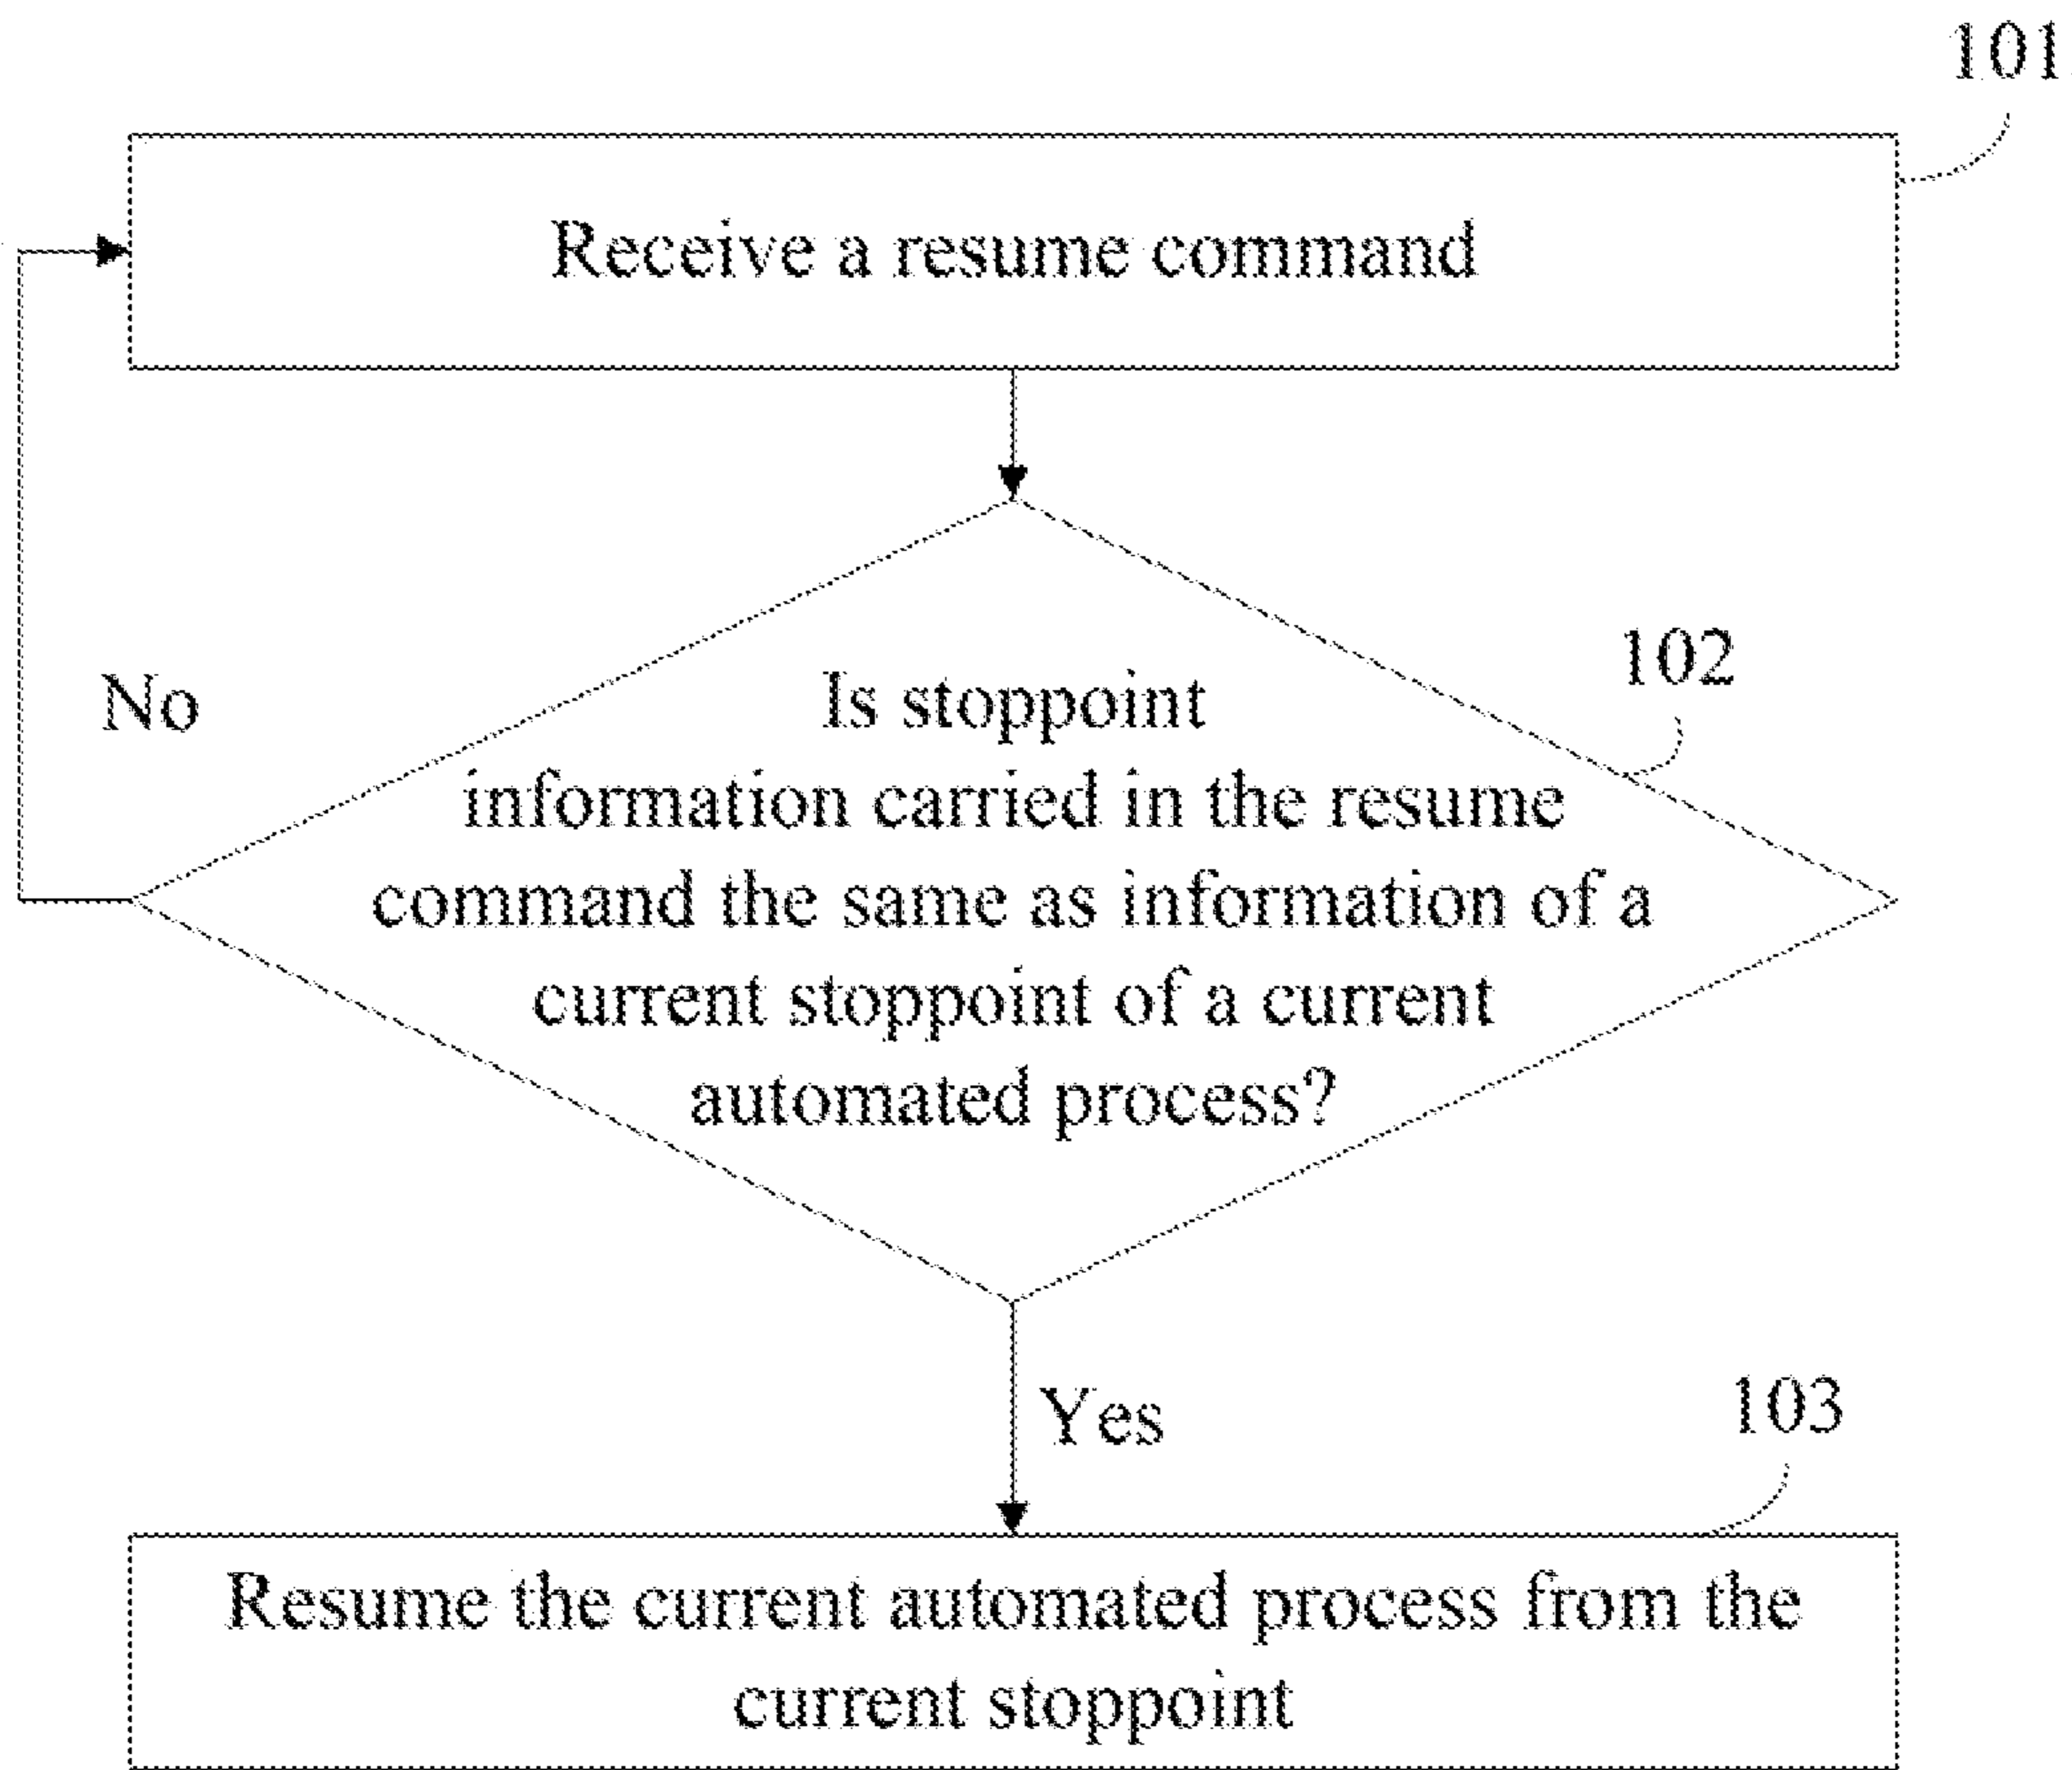 101
Receive a resume command
102
No
Is stoppoint
information carried in the resume
command the same as information of a
current stoppoint of a current
automated process?
Yes
103
Resume the current automated process from the
current stoppoint